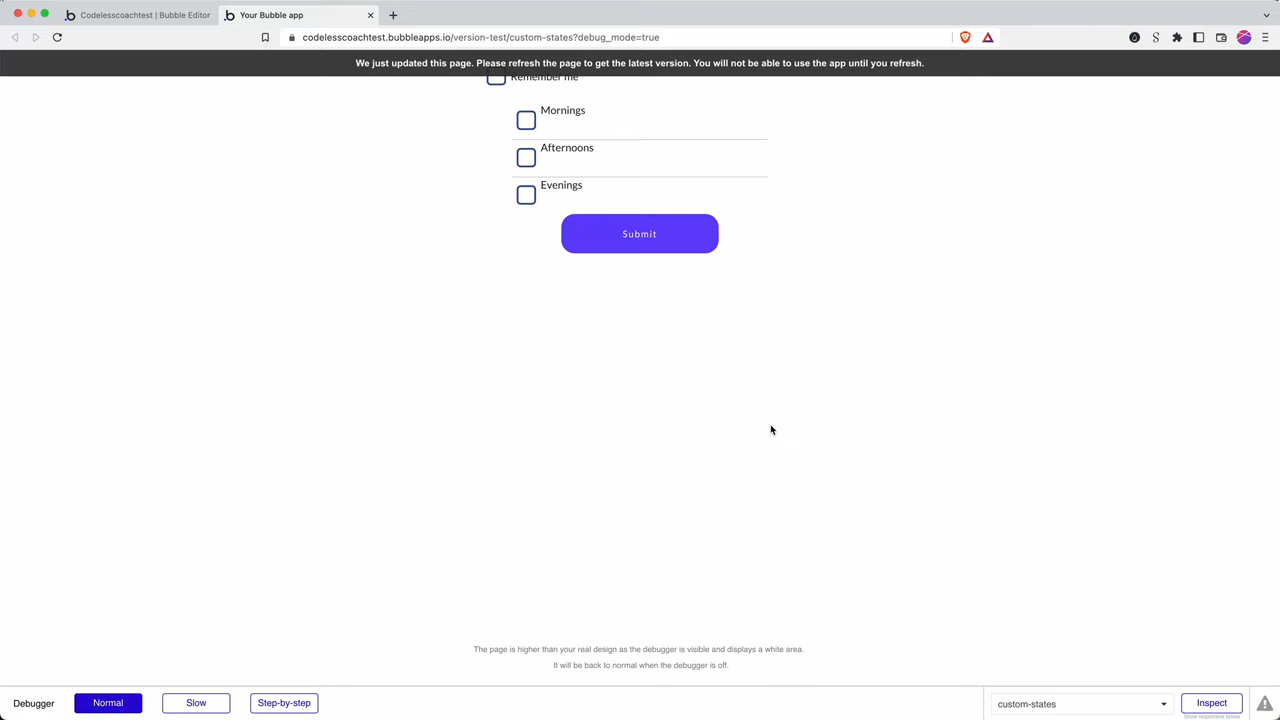 Codelesscoachtest | Bubble Editor
Your Bubble app
codelesscoachtest.bubbleapps.io/version-test/custom-states?debug_mode=true
We just updated this page. Please refresh the page to get the latest version. You will not be able to use the app until you refresh.
Remember me
Mornings
Afternoons
Evenings
Submit
The page is higher than your real design as the debugger is visible and displays a white area.
It will be back to normal when the debugger is off.
Debugger
Normal
Slow
Step-by-step
custom-states
Inspect
Show responsive boxes